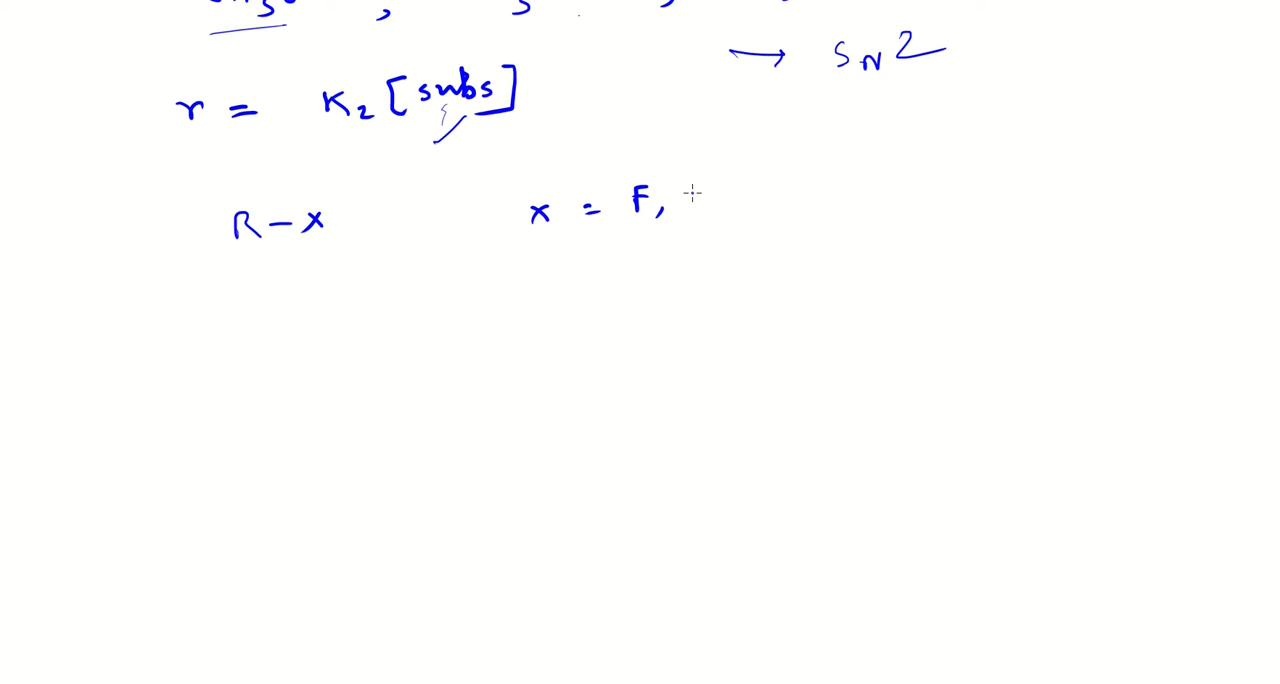 → SN2
r = K2 [subs]
R - X x = F,